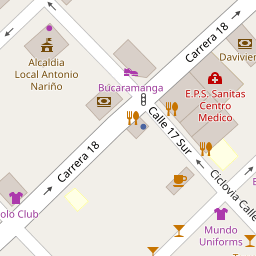 Carrera 18
Davivien
Alcaldia
Local Antonio
Nariño
Bucaramanga
E.P.S. Sanitas
Centro
Medico
Calle 17 Sur
Carrera 18
Ciclovia Calle
olo Club
Mundo
Uniforms